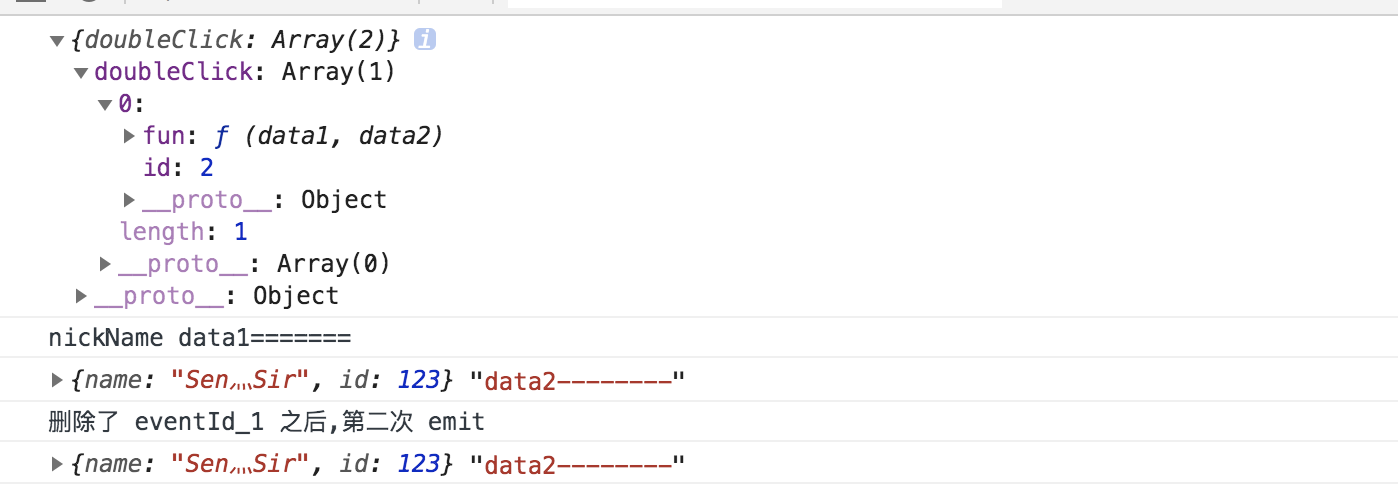 {doubleClick: Array(2)} i
doubleClick: Array(1)
0:
fun: ƒ (data1, data2)
id: 2
__proto__: Object
length: 1
__proto__: Array(0)
__proto__: Object
nickName data1=======
{name: "Sen灬Sir", id: 123} "data2--------"
删除了 eventId_1 之后,第二次 emit
{name: "Sen灬Sir", id: 123} "data2--------"